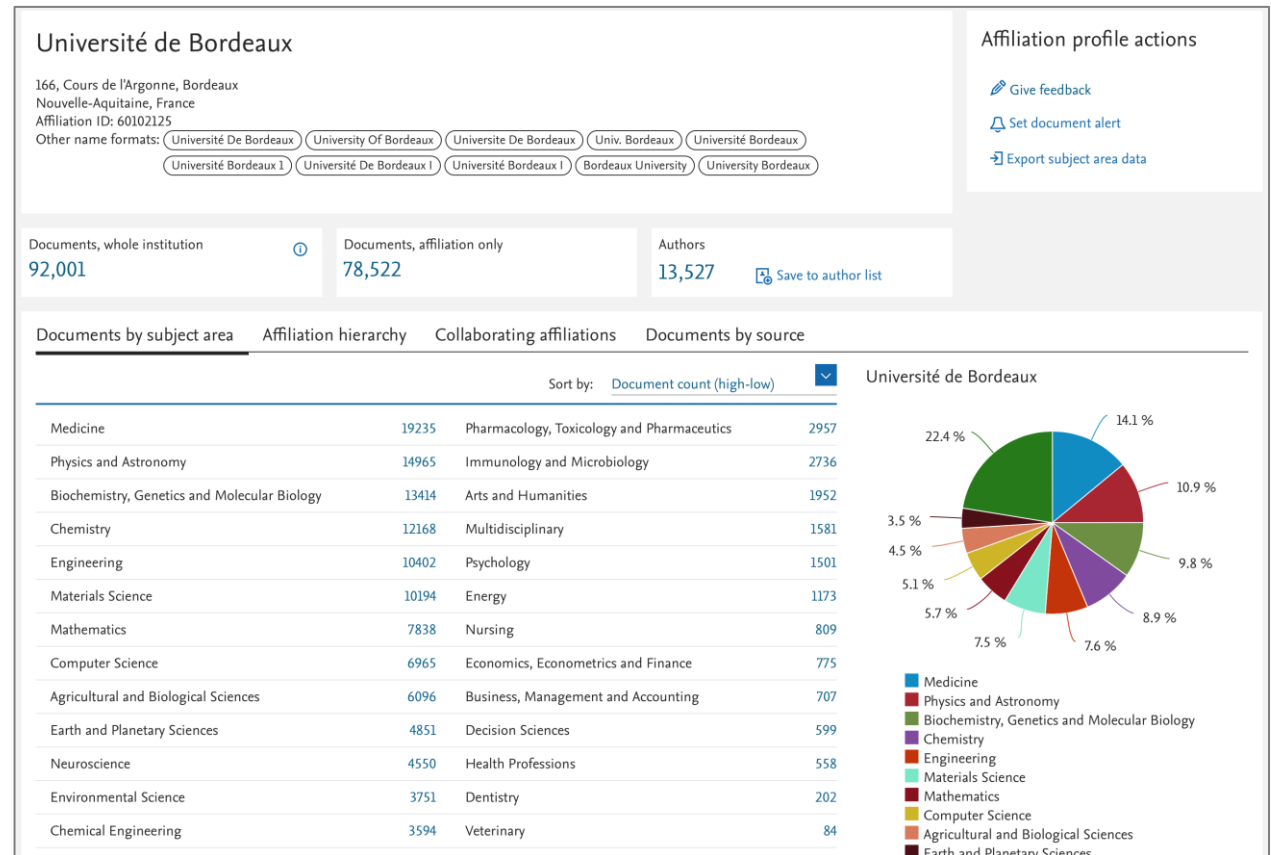 Université de Bordeaux
166, Cours de l'Argonne, Bordeaux
Nouvelle-Aquitaine, France
Affiliation ID: 60102125
Other name formats: Université De Bordeaux University Of Bordeaux Universite De Bordeaux Univ. Bordeaux Université Bordeaux
Université Bordeaux 1 Université De Bordeaux I Université Bordeaux I Bordeaux University University Bordeaux
Affiliation profile actions
Give feedback
Set document alert
Export subject area data
Documents, whole institution
92,001
Documents, affiliation only
78,522
Authors
13,527 Save to author list
Documents by subject area Affiliation hierarchy Collaborating affiliations Documents by source
Sort by: Document count (high-low)
Medicine 19235 Pharmacology, Toxicology and Pharmaceutics 2957
Physics and Astronomy 14965 Immunology and Microbiology 2736
Biochemistry, Genetics and Molecular Biology 13414 Arts and Humanities 1952
Chemistry 12168 Multidisciplinary 1581
Engineering 10402 Psychology 1501
Materials Science 10194 Energy 1173
Mathematics 7838 Nursing 809
Computer Science 6965 Economics, Econometrics and Finance 775
Agricultural and Biological Sciences 6096 Business, Management and Accounting 707
Earth and Planetary Sciences 4851 Decision Sciences 599
Neuroscience 4550 Health Professions 558
Environmental Science 3751 Dentistry 202
Chemical Engineering 3594 Veterinary 84
Université de Bordeaux
14.1 %
22.4 %
10.9 %
3.5 %
4.5 %
9.8 %
5.1 %
5.7 %
8.9 %
7.5 %
7.6 %
Medicine
Physics and Astronomy
Biochemistry, Genetics and Molecular Biology
Chemistry
Engineering
Materials Science
Mathematics
Computer Science
Agricultural and Biological Sciences
Earth and Planetary Sciences